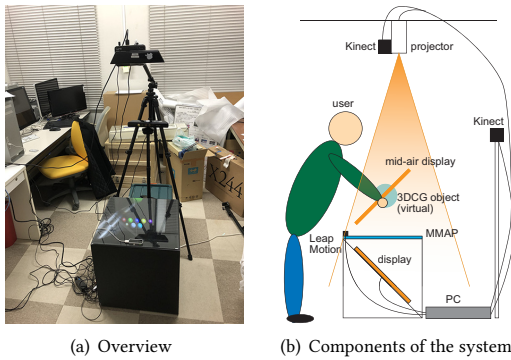 X244
Kinect
projector
user
Kinect
mid-air display
3DCG object
(virtual)
Leap
Motion
MMAP
display
PC
(a) Overview
(b) Components of the system